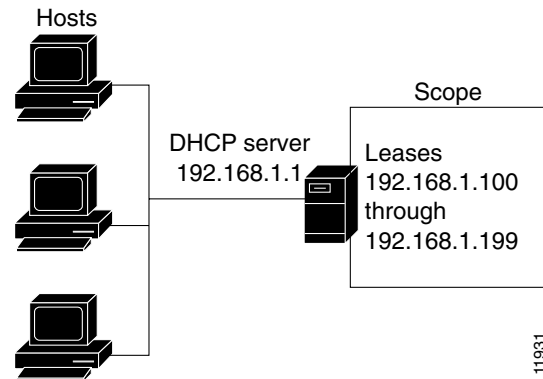 Hosts
DHCP server
192.168.1.1
Scope
Leases
192.168.1.100
through
192.168.1.199
11931